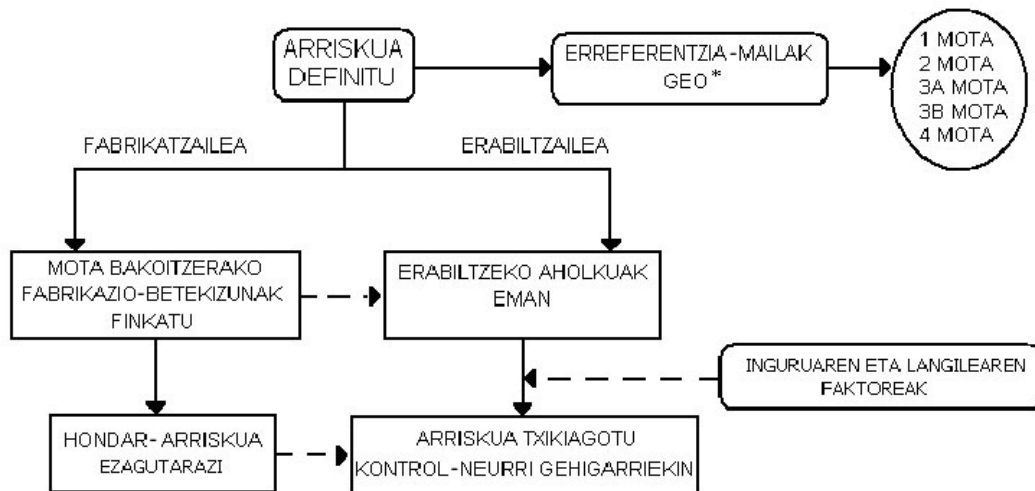 ARRISKUA
DEFINITU
ERREFERENTZIA-MAILAK
GEO*
1 MOTA
2 MOTA
3A MOTA
3B MOTA
4 MOTA
FABRIKATZAILEA
ERABILTZAILEA
MOTA BAKOITZERAKO
FABRIKAZIO-BETEKIZUNAK
FINKATU
ERABILTZEKO AHOLKUAK
EMAN
INGURUAREN ETA LANGILEAREN
FAKTOREAK
HONDAR-ARRISKUA
EZAGUTARAZI
ARRISKUA TXIKIAGOTU
KONTROL-NEURRI GEHIGARRIEKIN